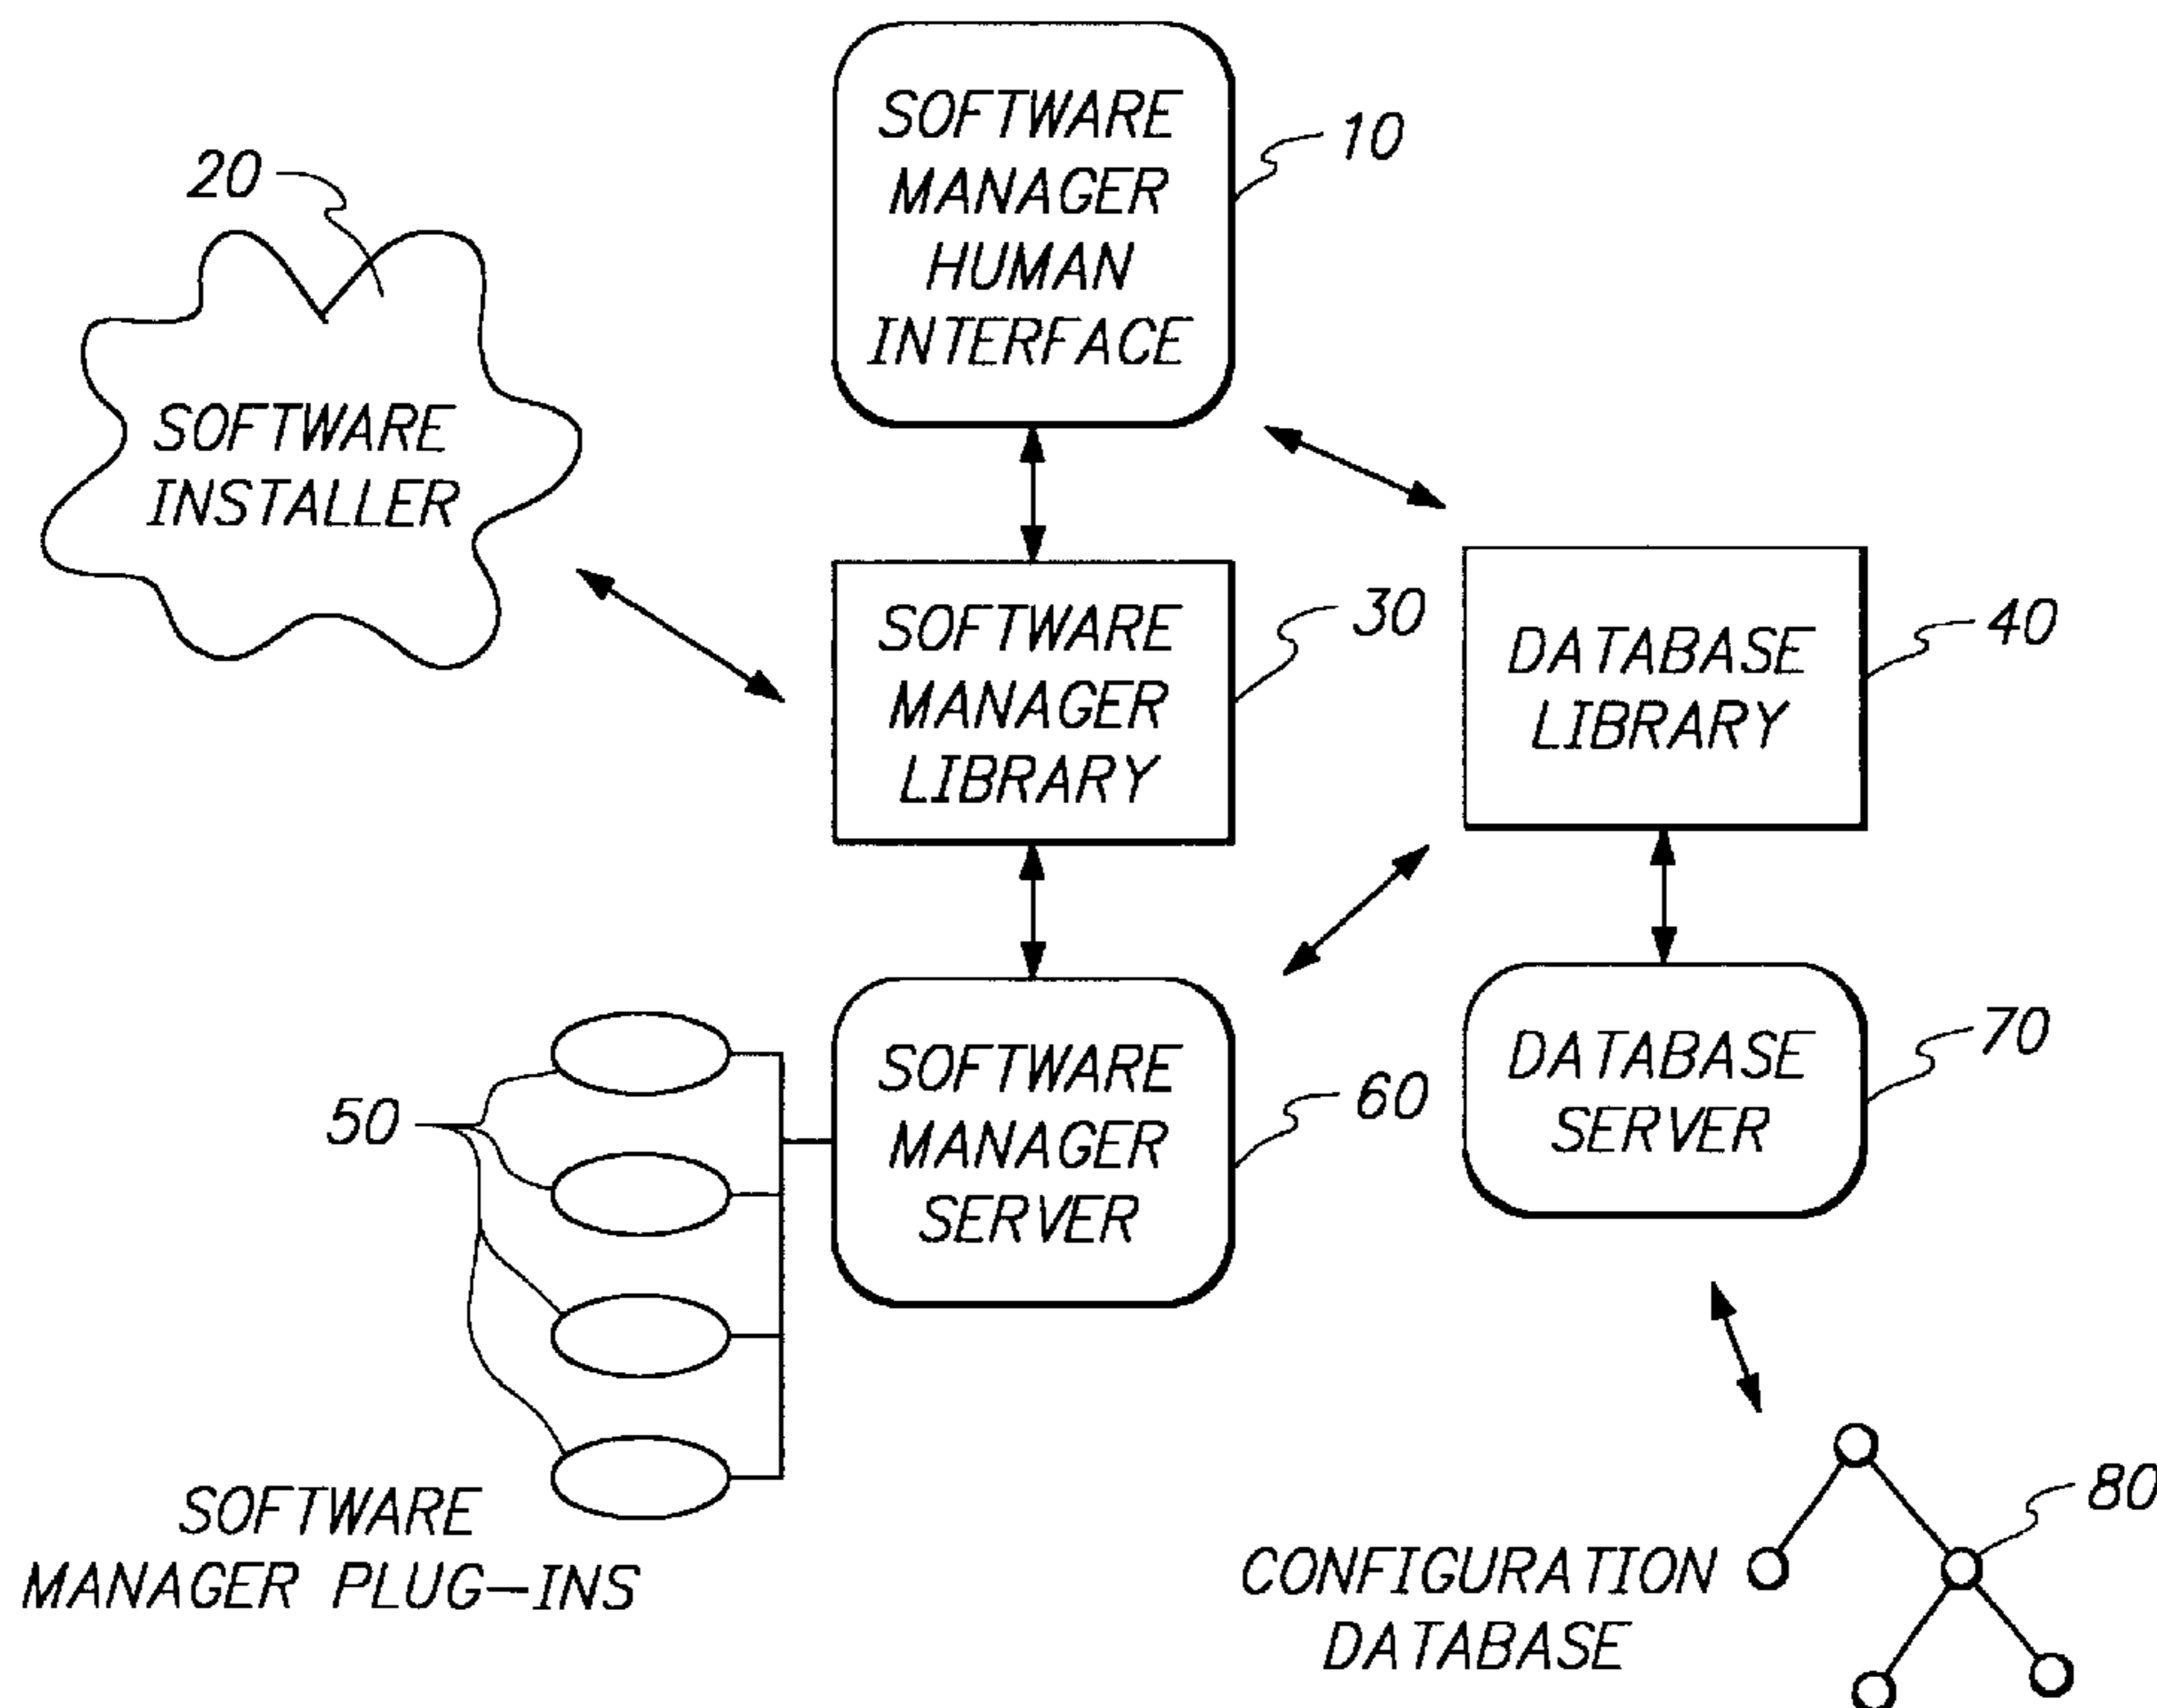 SOFTWARE
MANAGER
HUMAN
INTERFACE
10
20
SOFTWARE
INSTALLER
SOFTWARE
MANAGER
LIBRARY
30
DATABASE
LIBRARY
40
50
SOFTWARE
MANAGER
SERVER
60
DATABASE
SERVER
70
SOFTWARE
MANAGER PLUG-INS
CONFIGURATION
DATABASE
80